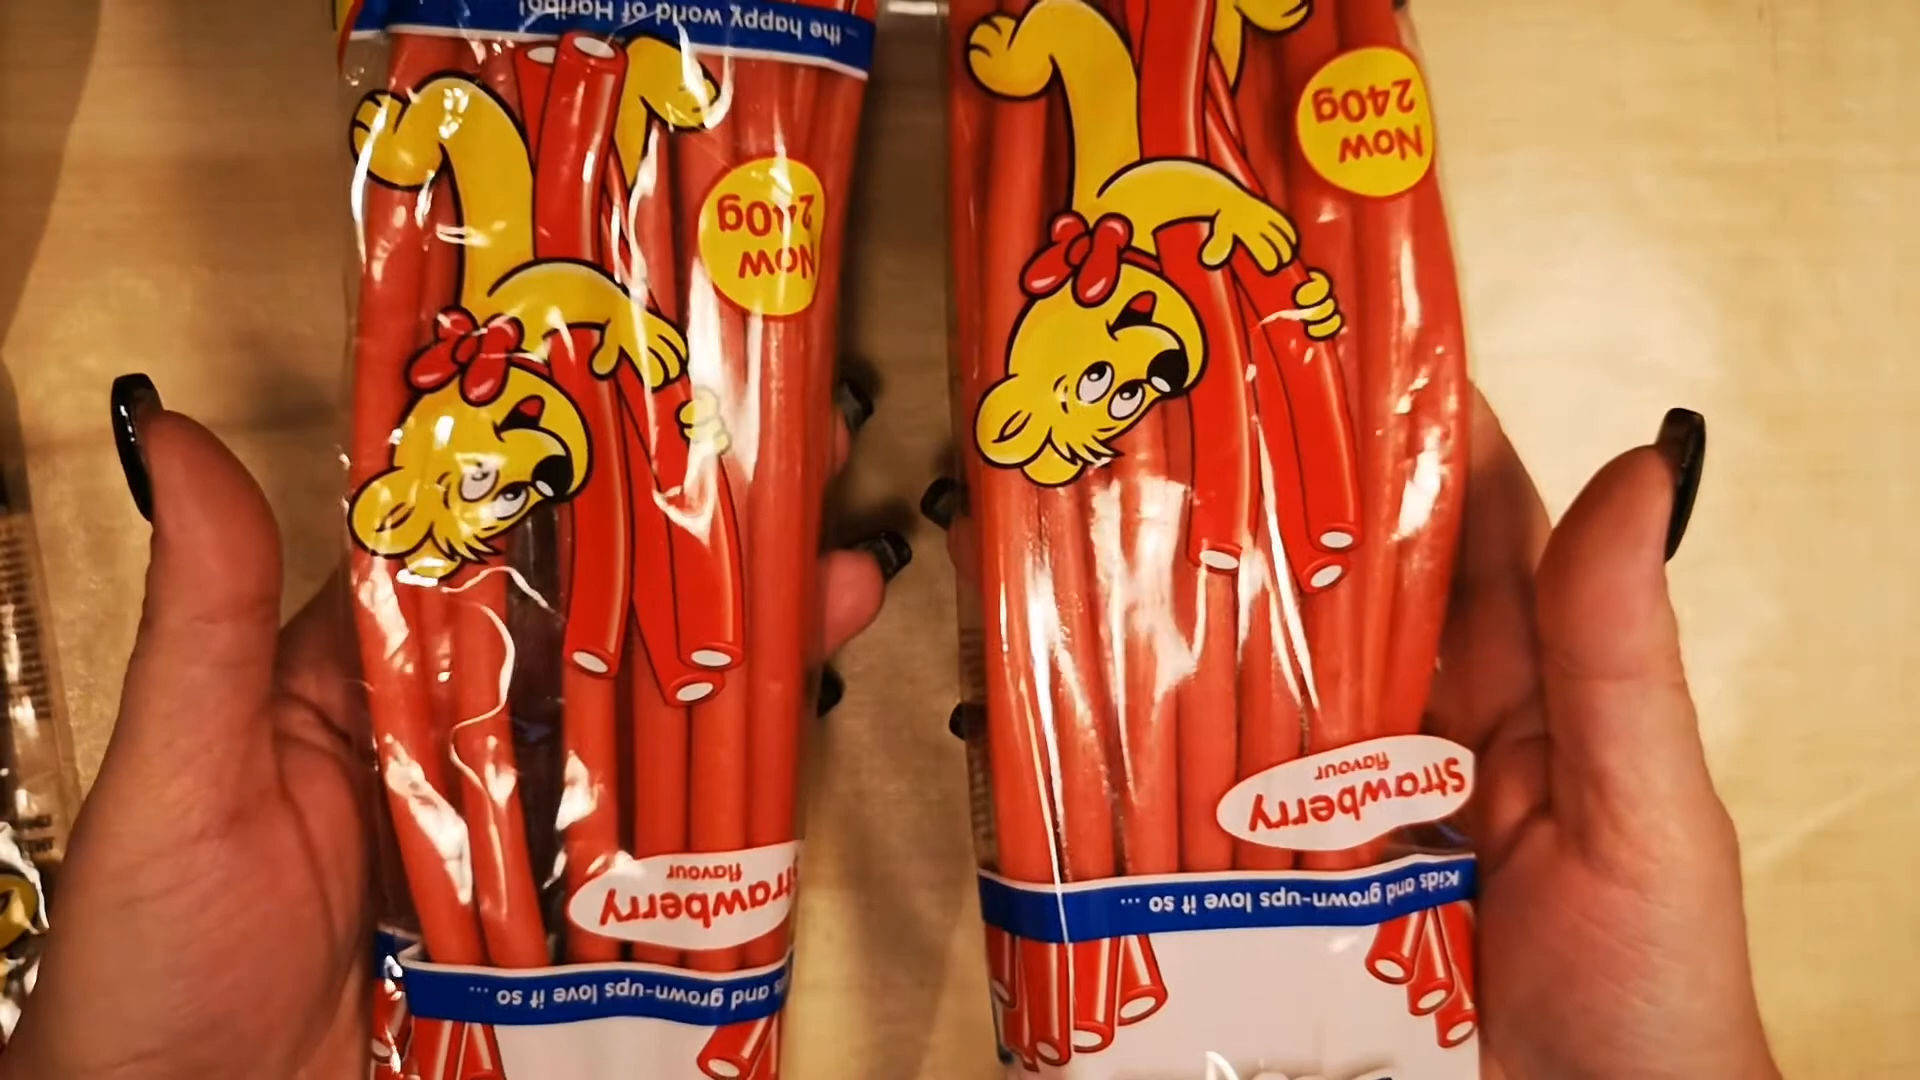 ... the happy world of Haribo!
Now
240g
Strawberry
flavour
and grown-ups love it so ...
Now
240g
Strawberry
flavour
Kids and grown-ups love it so ...